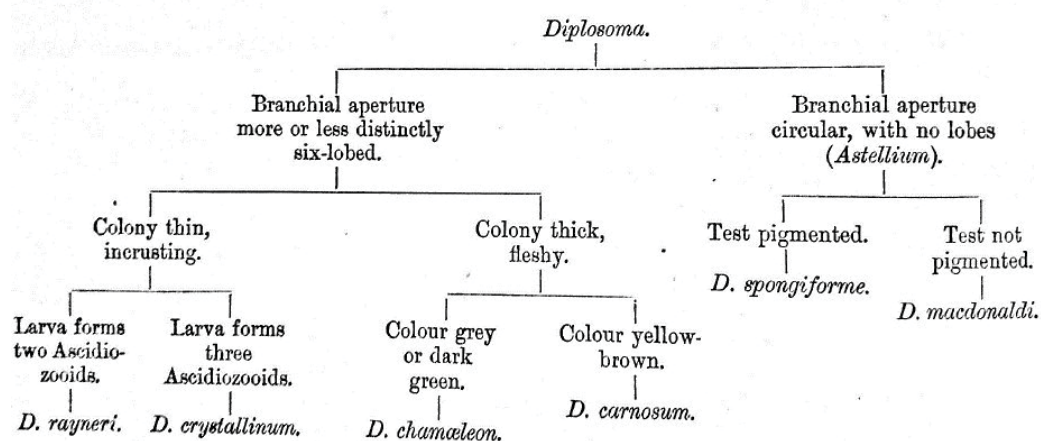 Diplosoma.
Branchial aperture
more or less distinctly
six-lobed.
Branchial aperture
circular, with no lobes
(Astellium).
Colony thin,
incrusting.
Colony thick,
fleshy.
Test pigmented.
D. spongiforme.
Test not
pigmented.
D. macdonaldi.
Larva forms
two Ascidio-
zooids.
D. rayneri.
Larva forms
three
Ascidiozooids.
D. crystallinum.
Colour grey
or dark
green.
D. chamæleon.
Colour yellow-
brown.
D. carnosum.